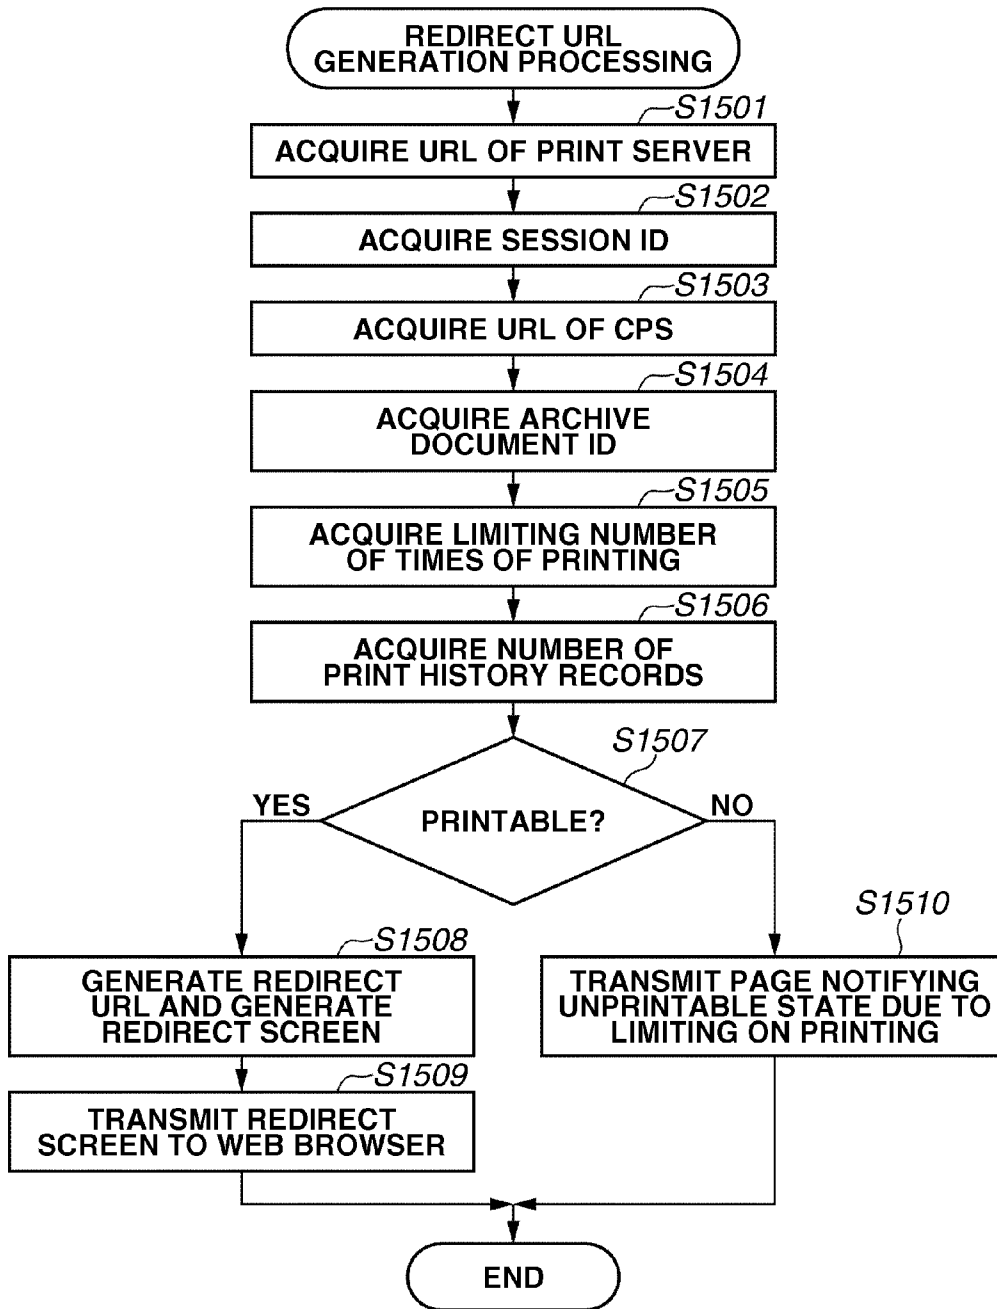 REDIRECT URL
GENERATION PROCESSING
S1501
ACQUIRE URL OF PRINT SERVER
S1502
ACQUIRE SESSION ID
S1503
ACQUIRE URL OF CPS
S1504
ACQUIRE ARCHIVE
DOCUMENT ID
S1505
ACQUIRE LIMITING NUMBER
OF TIMES OF PRINTING
S1506
ACQUIRE NUMBER OF
PRINT HISTORY RECORDS
S1507
YES
PRINTABLE?
NO
S1508
GENERATE REDIRECT
URL AND GENERATE
REDIRECT SCREEN
S1509
TRANSMIT REDIRECT
SCREEN TO WEB BROWSER
S1510
TRANSMIT PAGE NOTIFYING
UNPRINTABLE STATE DUE TO
LIMITING ON PRINTING
END